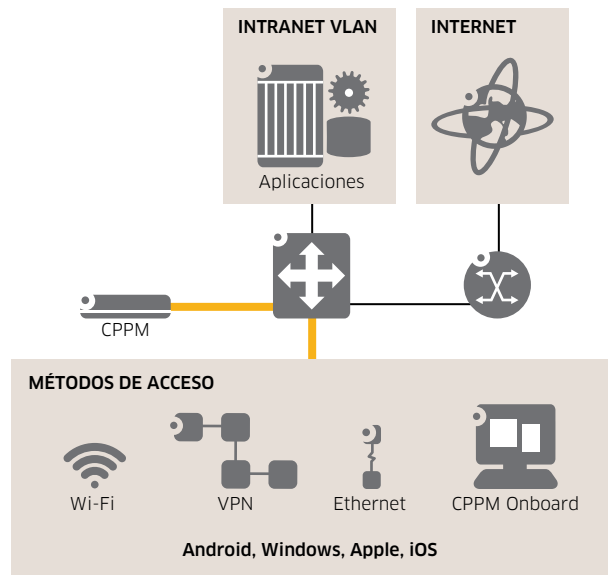 INTRANET VLAN
INTERNET
Aplicaciones
CPPM
MÉTODOS DE ACCESO
Wi-Fi
VPN
Ethernet
CPPM Onboard
Android, Windows, Apple, iOS